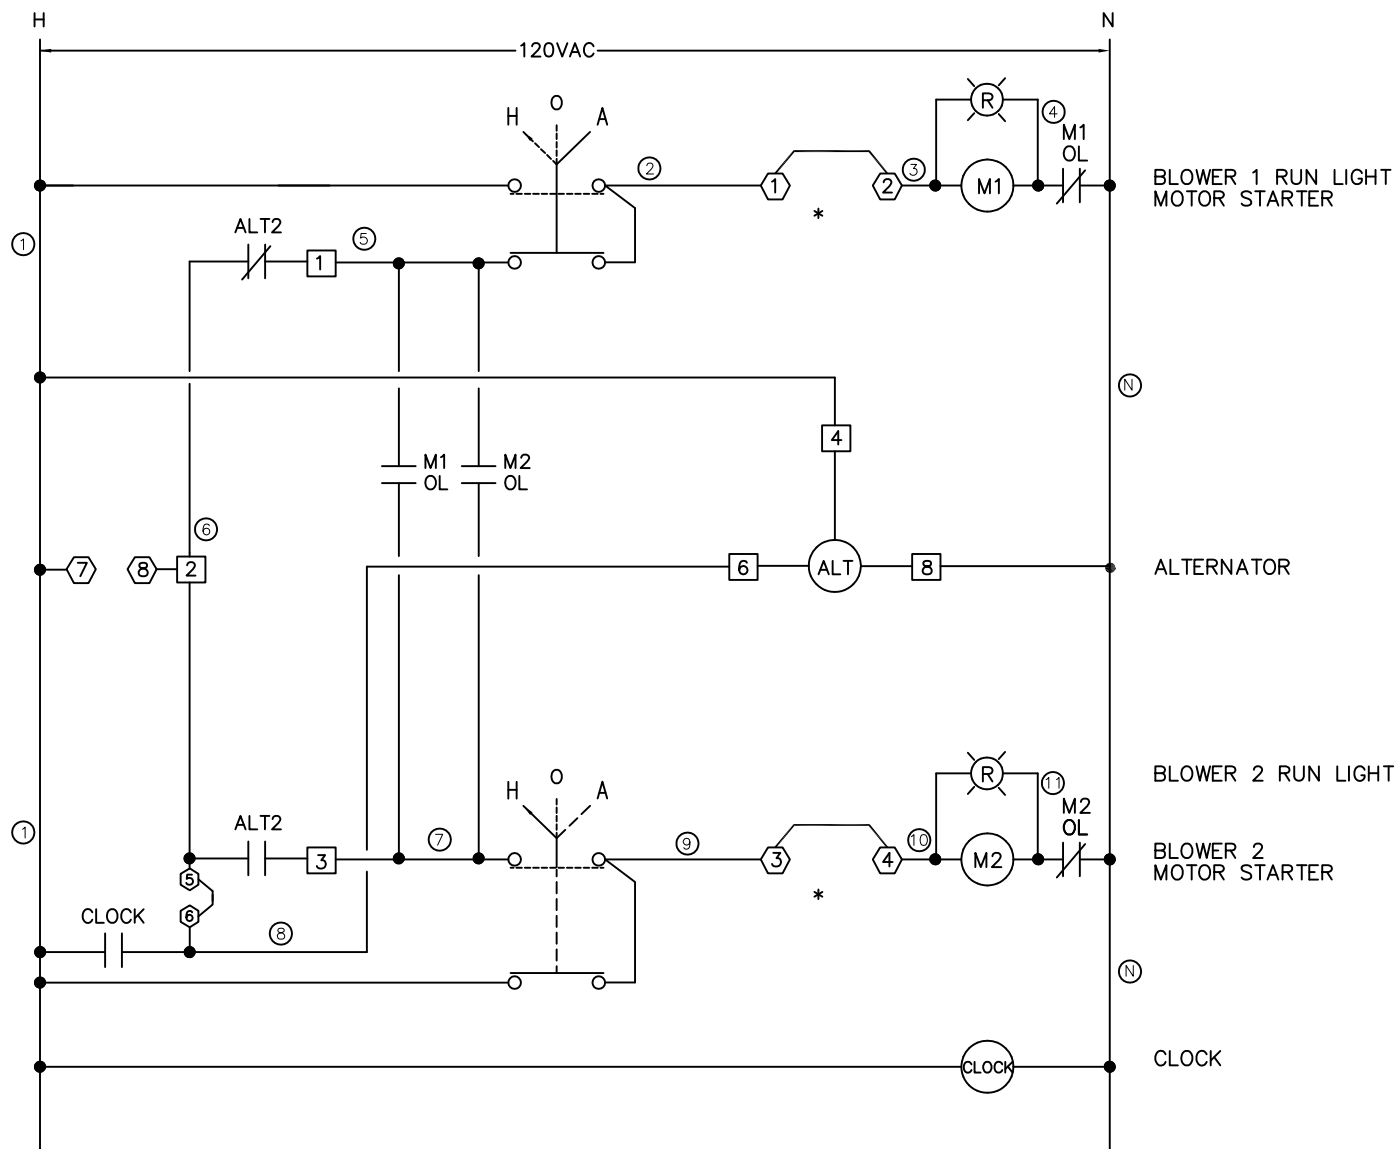 H
N
120VAC
R
4
O
H
A
M1
OL
2
1
2
3
M1
BLOWER 1 RUN LIGHT
MOTOR STARTER
*
ALT2
1
5
1
N
4
M1
OL
M2
OL
6
7
8
2
6
ALT
8
ALTERNATOR
R
11
BLOWER 2 RUN LIGHT
O
H
A
M2
OL
1
ALT2
3
7
9
3
4
10
M2
BLOWER 2
MOTOR STARTER
*
5
6
CLOCK
8
N
CLOCK
CLOCK